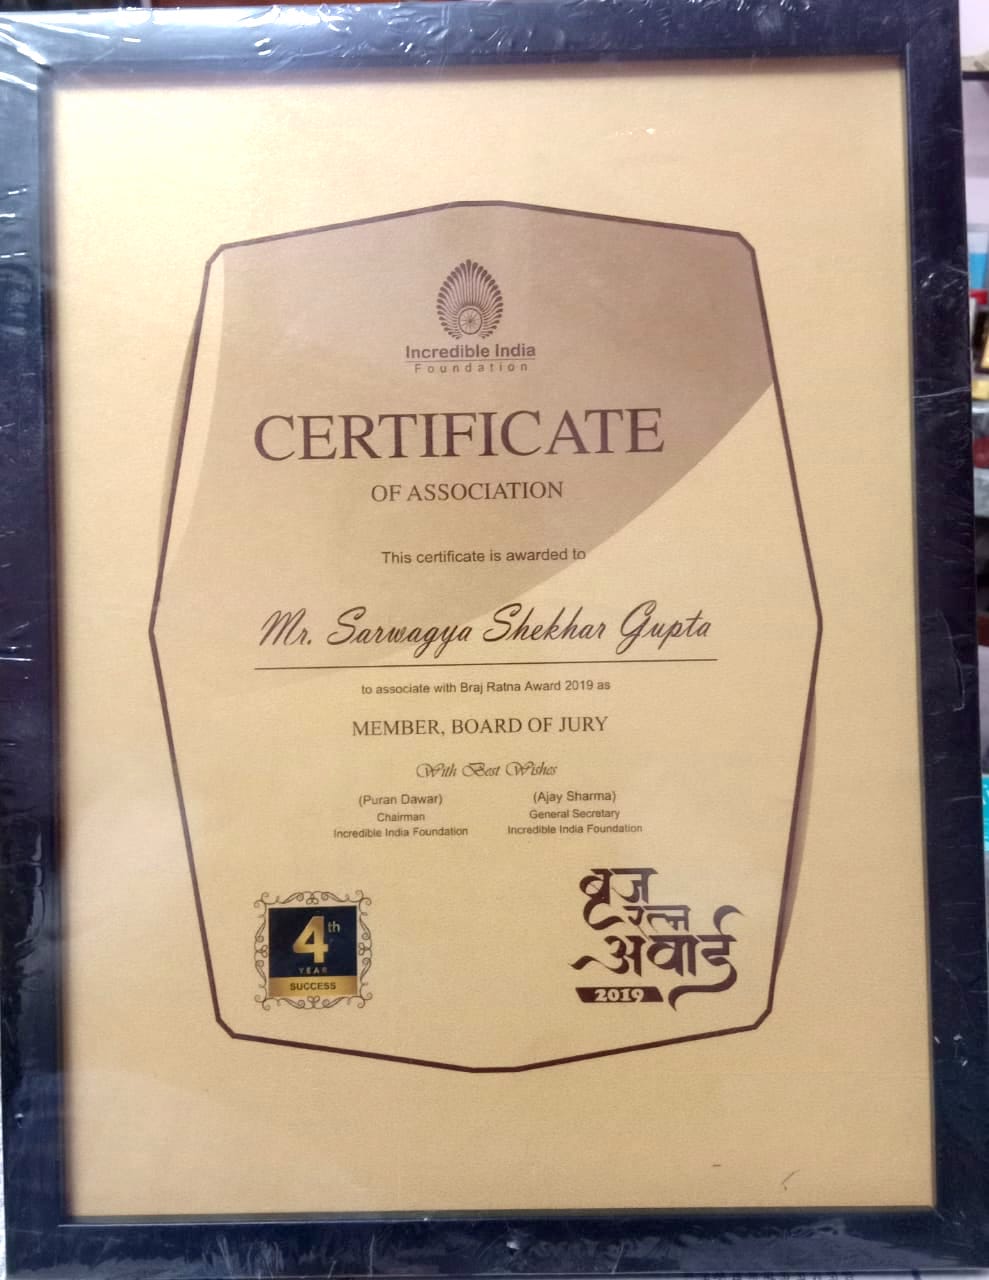 Incredible India
Foundation
CERTIFICATE
OF ASSOCIATION
This certificate is awarded to
Mr. Sarwagya Shekhar Gupta
to associate with Braj Ratna Award 2019 as
MEMBER, BOARD OF JURY
With Best Wishes
(Puran Dawar)
Chairman
Incredible India Foundation
(Ajay Sharma)
General Secretary
Incredible India Foundation
4th
YEAR
SUCCESS
बृज
रत्न
अवार्ड
2019